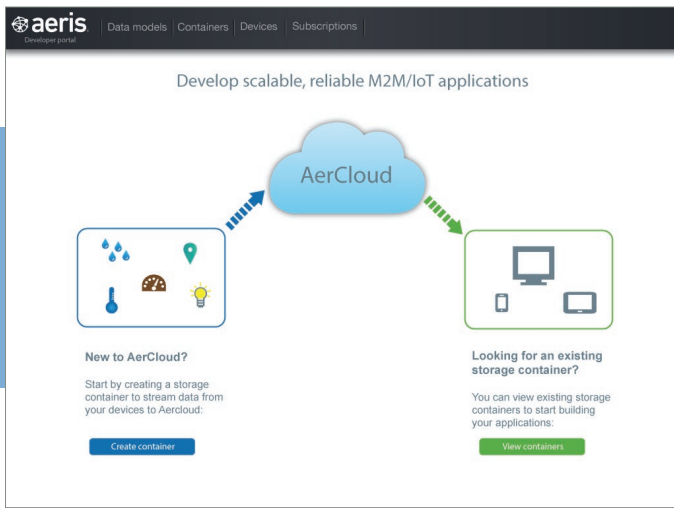 aeris
Developer portal
Data models
Containers
Devices
Subscriptions
Develop scalable, reliable M2M/IoT applications
AerCloud
New to AerCloud?
Start by creating a storage
container to stream data from
your devices to Aercloud:
Create container
Looking for an existing
storage container?
You can view existing storage
containers to start building
your applications:
View containers